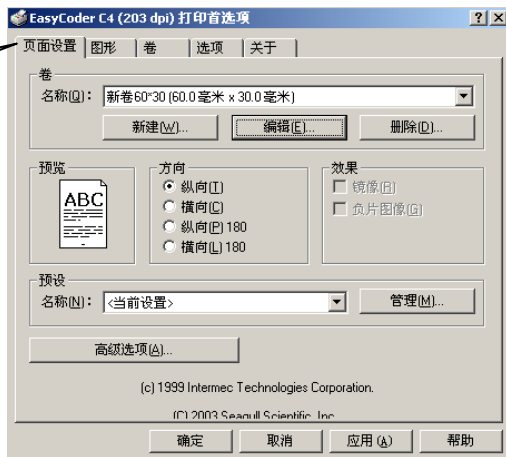 EasyCoder C4 (203 dpi) 打印首选项
页面设置 图形 卷 选项 关于
卷
名称(Q): 新卷60*30 (60.0 毫米 x 30.0 毫米)
新建(W)... 编辑(E)... 删除(D)...
预览 方向 效果
ABC
纵向(T) 镜像(R)
横向(C) 负片图像(G)
纵向(P) 180
横向(L) 180
预设
名称(N): <当前设置> 管理(M)...
高级选项(A)...
(c) 1999 Intermec Technologies Corporation.
(C) 2003 Seagull Scientific, Inc
确定 取消 应用(A) 帮助